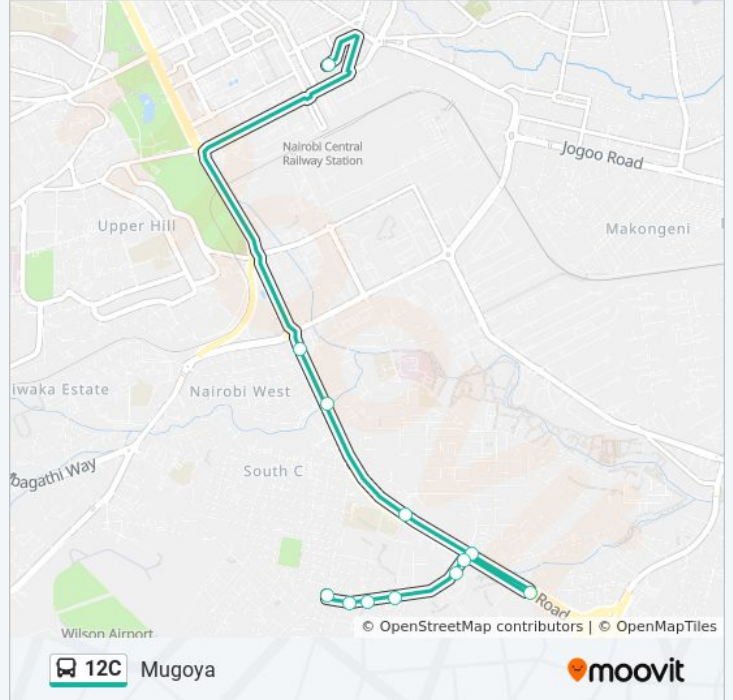 Nairobi Central
Railway Station
Jogoo Road
Upper Hill
Makongeni
iwaka Estate
Nairobi West
bagathi Way
South C
Road
Wilson Airport
© OpenStreetMap contributors | © OpenMapTiles
12C Mugoya
moovit